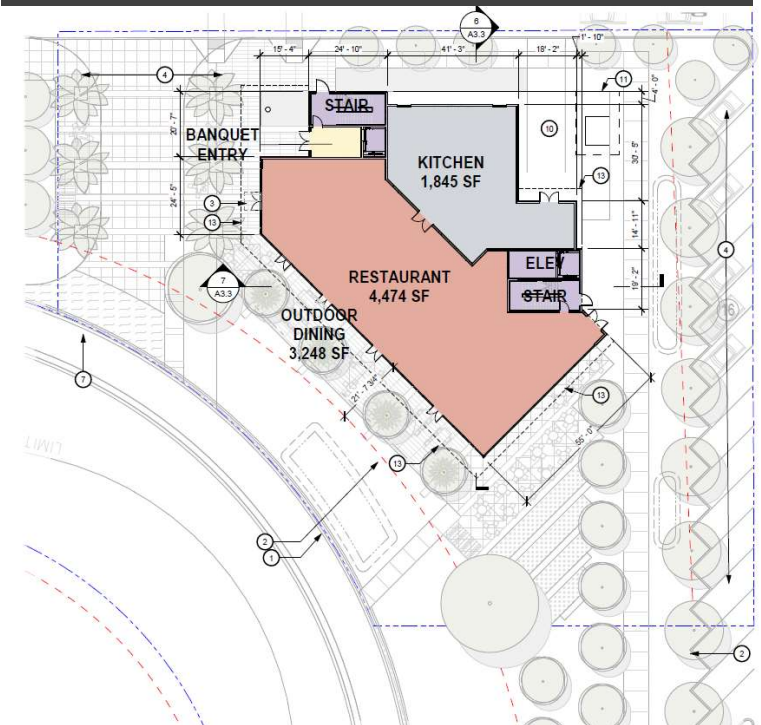 6
A3.3
1' - 10"
15' - 4"
24' - 10"
41' - 3"
18' - 2"
4
11
4' - 0"
STAIR
20' - 7"
BANQUET
ENTRY
10
KITCHEN
1,845 SF
30' - 5"
13
3
24' - 5"
13
14' - 11"
4
ELEV
7
A3.3
RESTAURANT
4,474 SF
STAIR
19' - 2"
16
OUTDOOR
DINING
3,248 SF
7
21' - 7 3/4"
13
55' - 0"
LIMIT
13
2
1
2